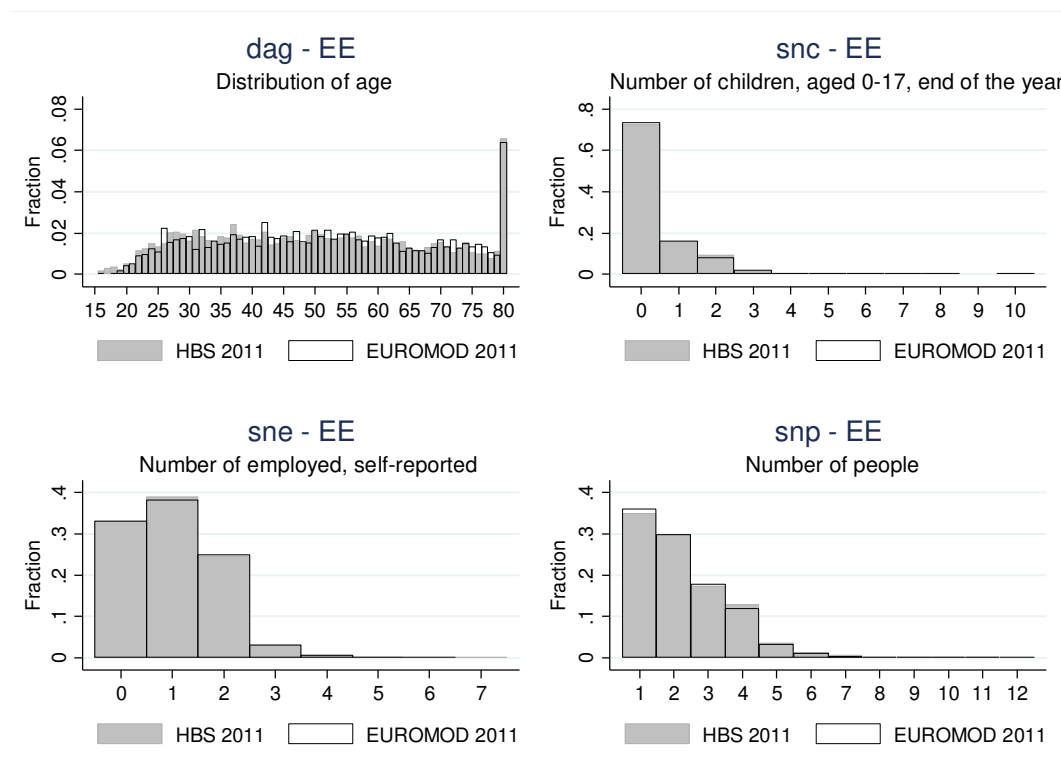 dag - EE
Distribution of age
Fraction
0 .02 .04 .06 .08
15 20 25 30 35 40 45 50 55 60 65 70 75 80
HBS 2011 EUROMOD 2011
snc - EE
Number of children, aged 0-17, end of the year
Fraction
0 .2 .4 .6 .8
0 1 2 3 4 5 6 7 8 9 10
HBS 2011 EUROMOD 2011
sne - EE
Number of employed, self-reported
Fraction
0 .1 .2 .3 .4
0 1 2 3 4 5 6 7
HBS 2011 EUROMOD 2011
snp - EE
Number of people
Fraction
0 .1 .2 .3 .4
1 2 3 4 5 6 7 8 9 10 11 12
HBS 2011 EUROMOD 2011